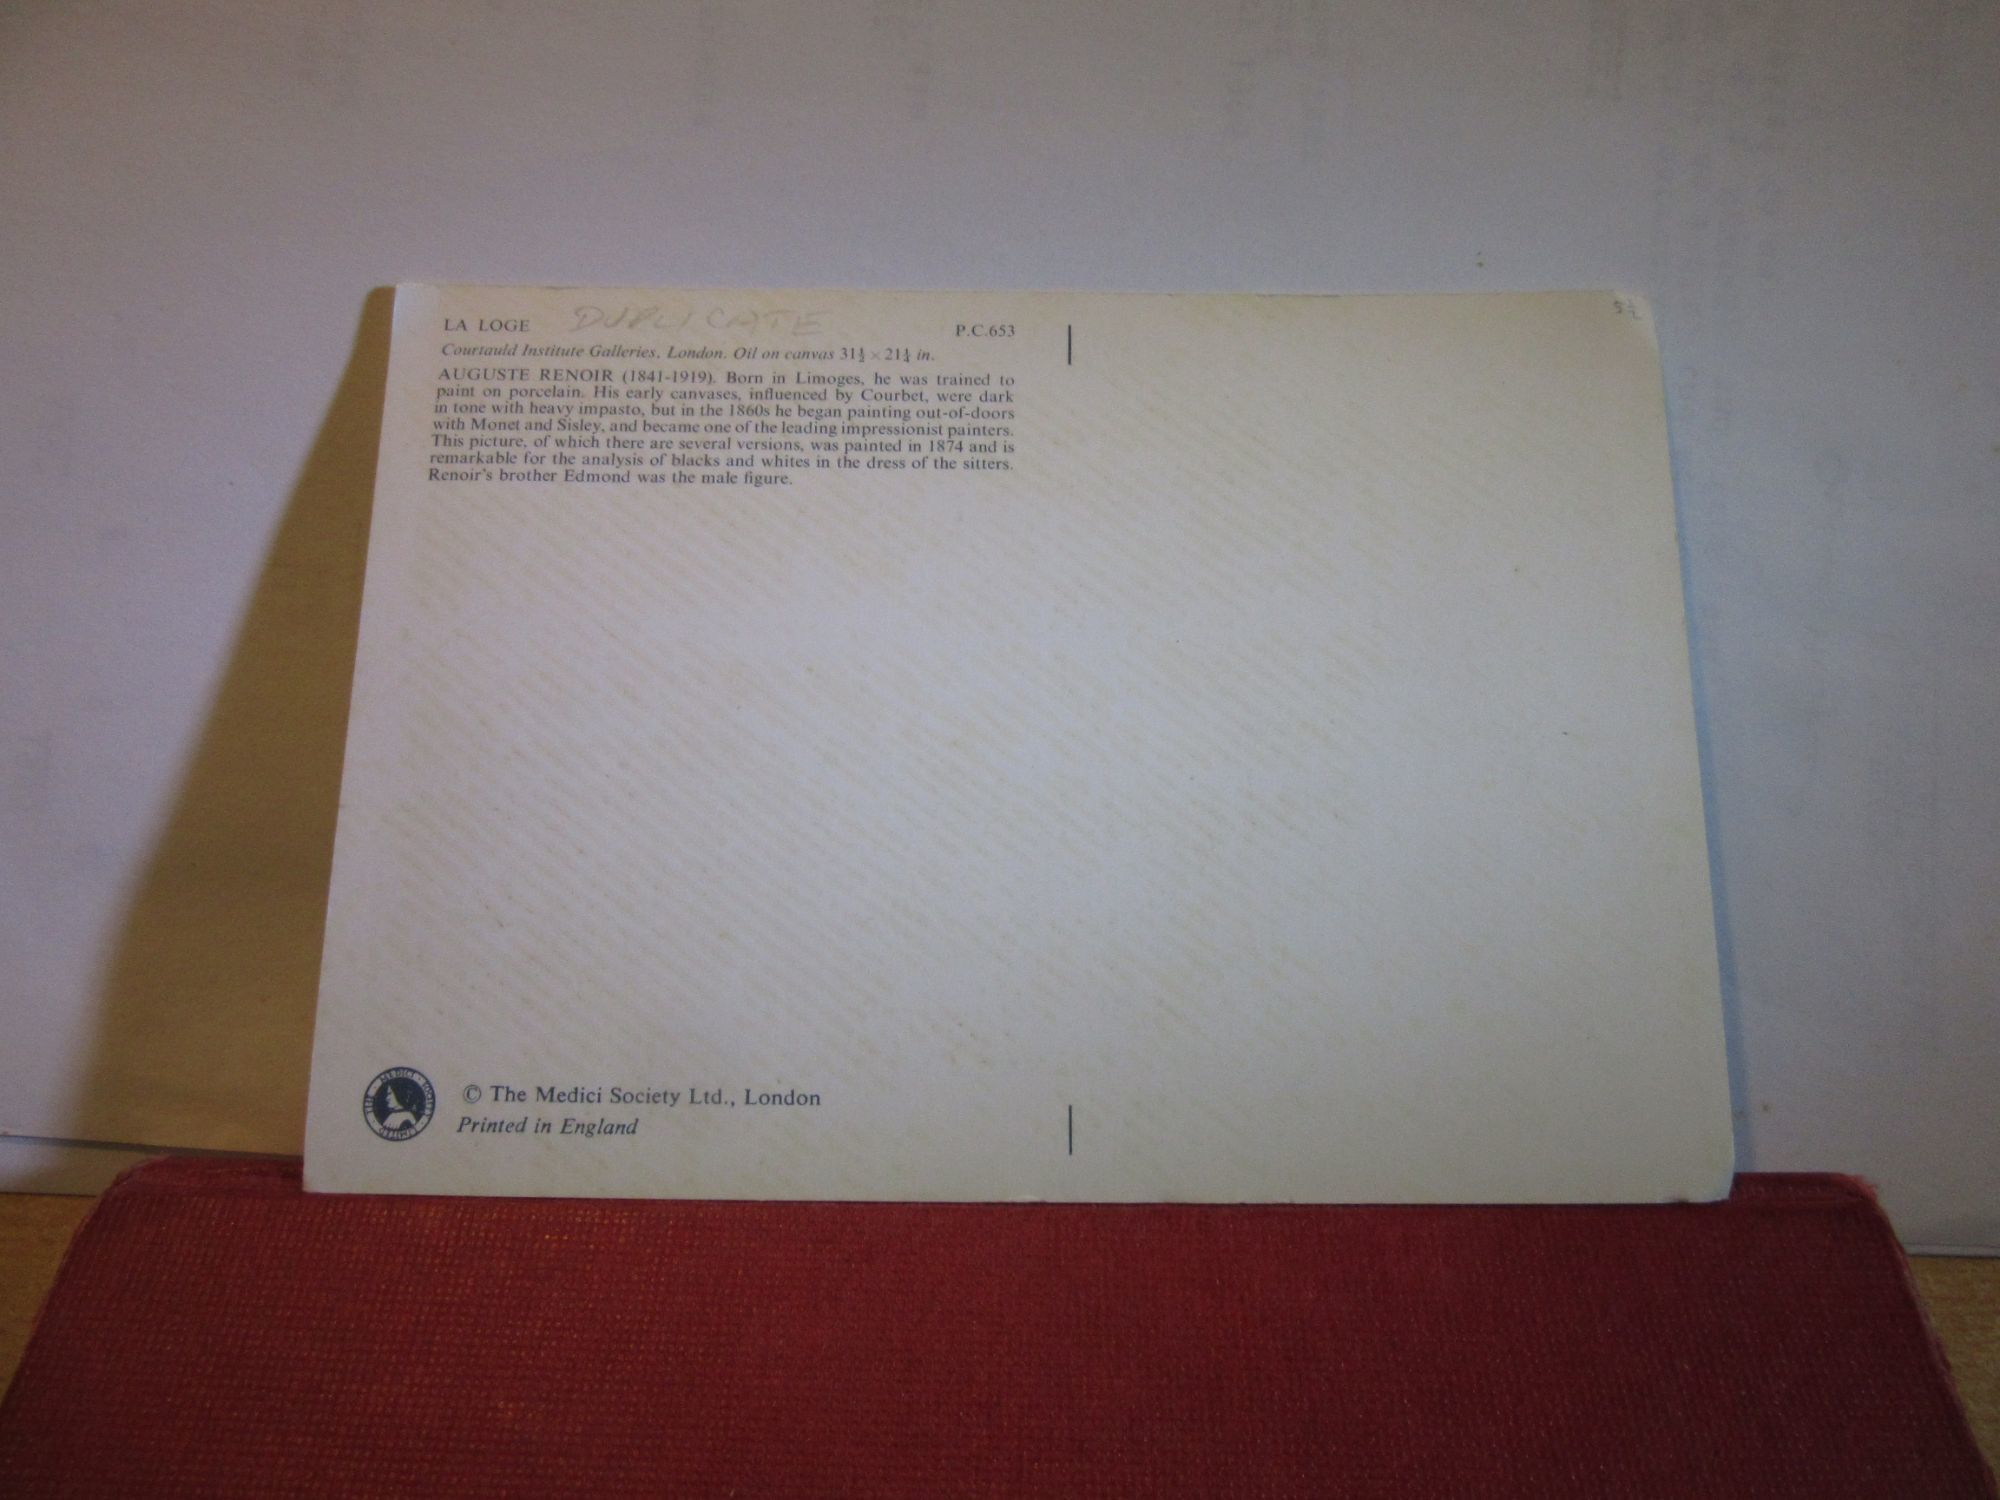 LA LOGE DUPLICATE P.C.653
Courtauld Institute Galleries, London. Oil on canvas 31½ × 21¼ in.
AUGUSTE RENOIR (1841-1919). Born in Limoges, he was trained to
paint on porcelain. His early canvases, influenced by Courbet, were dark
in tone with heavy impasto, but in the 1860s he began painting out-of-doors
with Monet and Sisley, and became one of the leading impressionist painters.
This picture, of which there are several versions, was painted in 1874 and is
remarkable for the analysis of blacks and whites in the dress of the sitters.
Renoir's brother Edmond was the male figure.
5½
© The Medici Society Ltd., London
Printed in England